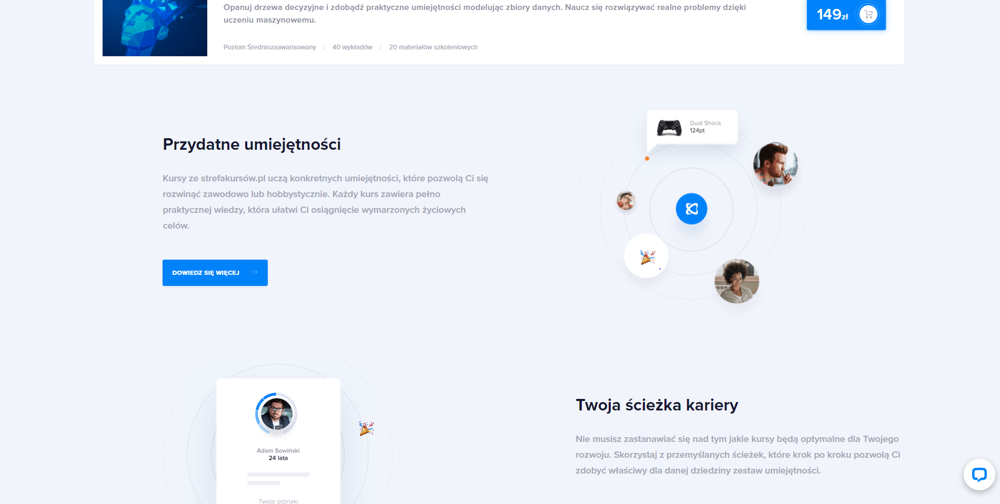 Opanuj drzewa decyzyjne i zdobądź praktyczne umiejętności modelując zbiory danych. Naucz się rozwiązywać realne problemy dzięki
uczeniu maszynowemu.
149zł
Poziom Średniozaawansowany
40 wykładów
20 materiałów szkoleniowych
Dual Shock
124pt
Przydatne umiejętności
Kursy ze strefakursów.pl uczą konkretnych umiejętności, które pozwolą Ci się
rozwinąć zawodowo lub hobbystycznie. Każdy kurs zawiera pełno
praktycznej wiedzy, która ułatwi Ci osiągnięcie wymarzonych życiowych
celów.
DOWIEDZ SIĘ WIĘCEJ
Adam Sowiński
24 lata
Twoje odznaki
Twoja ścieżka kariery
Nie musisz zastanawiać się nad tym jakie kursy będą optymalne dla Twojego
rozwoju. Skorzystaj z przemyślanych ścieżek, które krok po kroku pozwolą Ci
zdobyć właściwy dla danej dziedziny zestaw umiejętności.